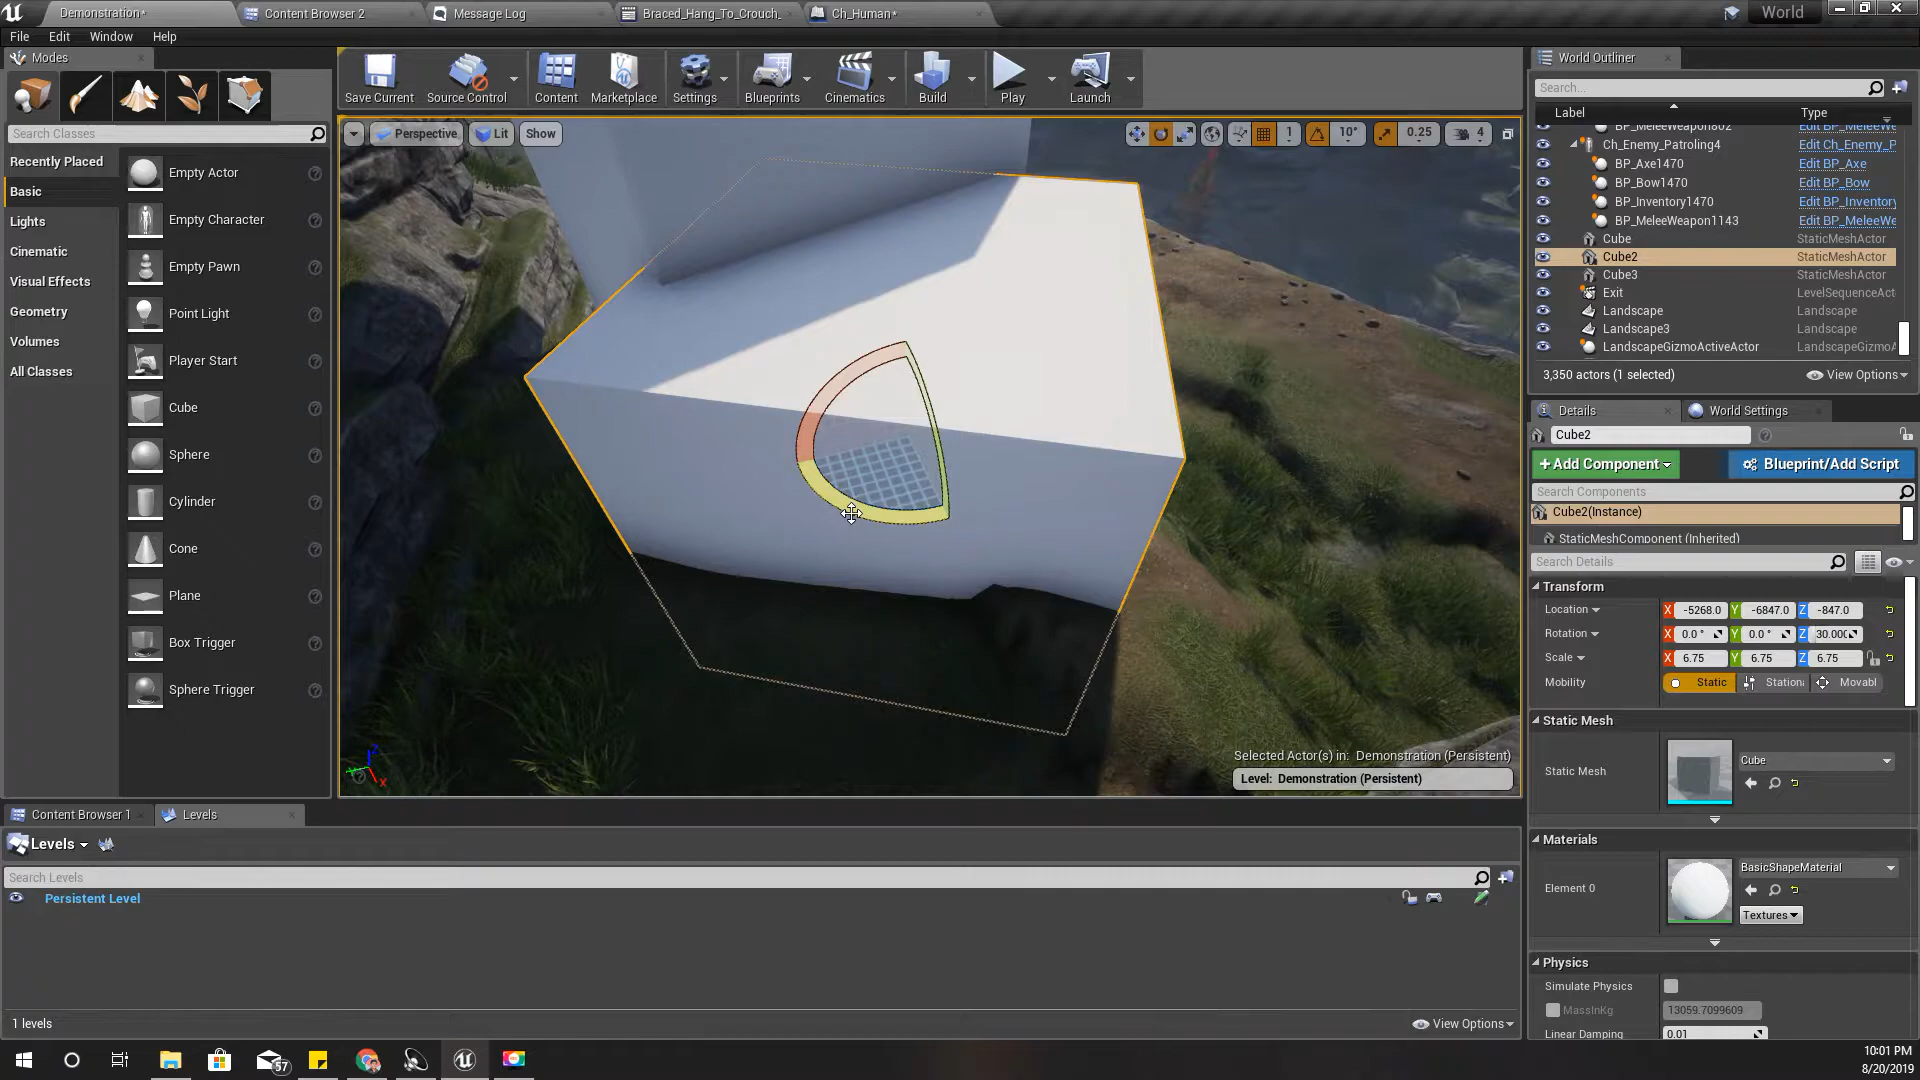 Demonstration*
Content Browser 2
Message Log
Braced_Hang_To_Crouch_
Ch_Human*
World
File
Edit
Window
Help
Modes
Save Current
Source Control
Content
Marketplace
Settings
Blueprints
Cinematics
Build
Play
Launch
World Outliner
Search...
Label
Type
Search Classes
Perspective
Lit
Show
1
10°
0.25
4
Recently Placed
Basic
Lights
Cinematic
Visual Effects
Geometry
Volumes
All Classes
Empty Actor
Empty Character
Empty Pawn
Point Light
Player Start
Cube
Sphere
Cylinder
Cone
Plane
Box Trigger
Sphere Trigger
BP_MeleeWeapon802 Edit BP_MeleeWe
Ch_Enemy_Patroling4 Edit Ch_Enemy_P
BP_Axe1470 Edit BP_Axe
BP_Bow1470 Edit BP_Bow
BP_Inventory1470 Edit BP_Inventory
BP_MeleeWeapon1143 Edit BP_MeleeWe
Cube StaticMeshActor
Cube2 StaticMeshActor
Cube3 StaticMeshActor
Exit LevelSequenceAct
Landscape Landscape
Landscape3 Landscape
LandscapeGizmoActiveActor LandscapeGizmoA
3,350 actors (1 selected)
View Options
Details
World Settings
Cube2
+Add Component
Blueprint/Add Script
Search Components
Cube2(Instance)
StaticMeshComponent (Inherited)
Search Details
Transform
Location X -5268.0 Y -6847.0 Z -847.0
Rotation X 0.0 ° Y 0.0 ° Z 30.000
Scale X 6.75 Y 6.75 Z 6.75
Mobility Static Stationa Movabl
Static Mesh
Static Mesh
Cube
Materials
Element 0
BasicShapeMaterial
Textures
Physics
Simulate Physics
MassInKg 13059.7099609
Linear Damping 0.01
Z
Y
X
Selected Actor(s) in: Demonstration (Persistent)
Level: Demonstration (Persistent)
Content Browser 1
Levels
Levels
Search Levels
Persistent Level
1 levels
View Options
57
10:01 PM
8/20/2019